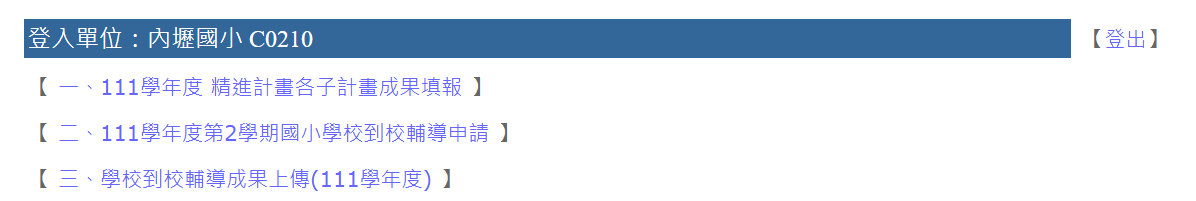 登入單位：內壢國小 C0210 【登出】
【 一、111學年度 精進計畫各子計畫成果填報 】
【 二、111學年度第2學期國小學校到校輔導申請 】
【 三、學校到校輔導成果上傳(111學年度) 】